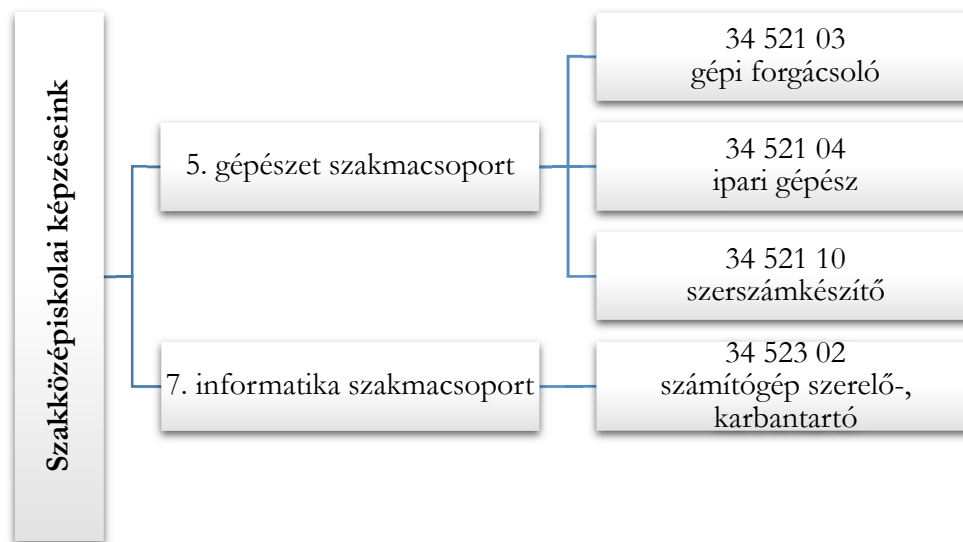 Szakközépiskolai képzéseink
5. gépészet szakmacsoport
34 521 03
gépi forgácsoló
34 521 04
ipari gépész
34 521 10
szerszámkészítő
7. informatika szakmacsoport
34 523 02
számítógép szerelő-,
karbantartó